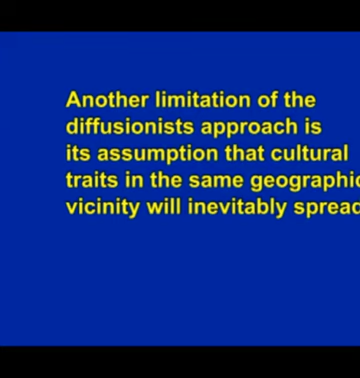 Another limitation of the
diffusionists approach is
its assumption that cultural
traits in the same geographic
vicinity will inevitably spread